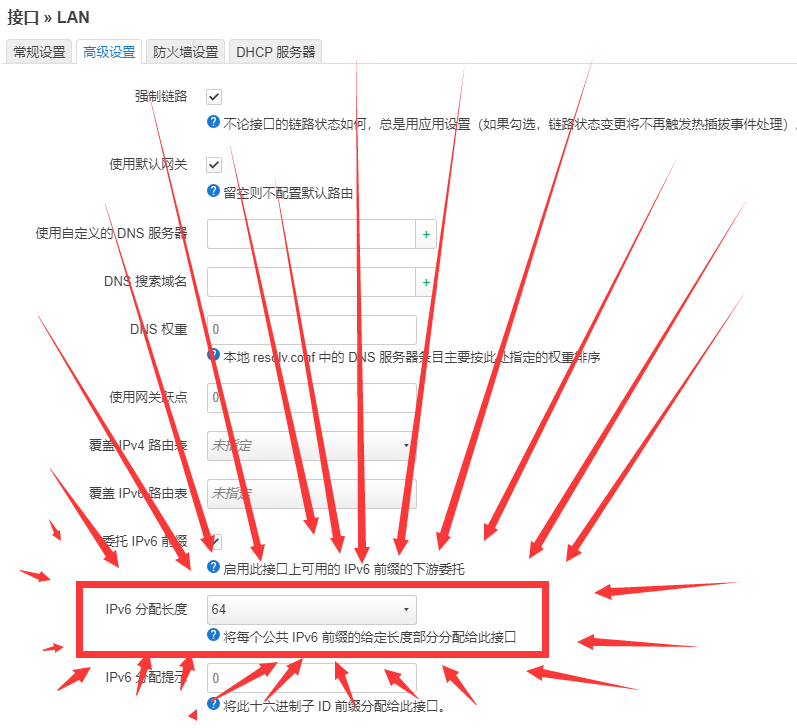 接口 » LAN
常规设置 高级设置 防火墙设置 DHCP 服务器
强制链路
不论接口的链路状态如何，总是用应用设置（如果勾选，链路状态变更将不再触发热插拔事件处理）。
使用默认网关
留空则不配置默认路由
使用自定义的 DNS 服务器
+
DNS 搜索域名
+
DNS 权重 0
本地 resolv.conf 中的 DNS 服务器条目主要按此处指定的权重排序
使用网关跃点 0
覆盖 IPv4 路由表 未指定
覆盖 IPv6 路由表 未指定
委托 IPv6 前缀
启用此接口上可用的 IPv6 前缀的下游委托
IPv6 分配长度 64
将每个公共 IPv6 前缀的给定长度部分分配给此接口
IPv6 分配提示 0
将此十六进制子 ID 前缀分配给此接口。